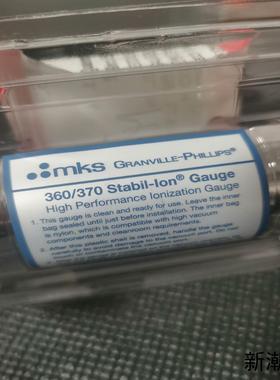 mks GRANVILLE-PHILLIPS®
360/370 Stabil-Ion® Gauge
High Performance Ionization Gauge
1. This gauge is clean and ready for use. Leave the inner
bag sealed until just before installation. The inner bag
is nylon, which is compatible with high vacuum
components and cleanroom requirements.
2. After this plastic shell is removed, handle the gauge
新潮